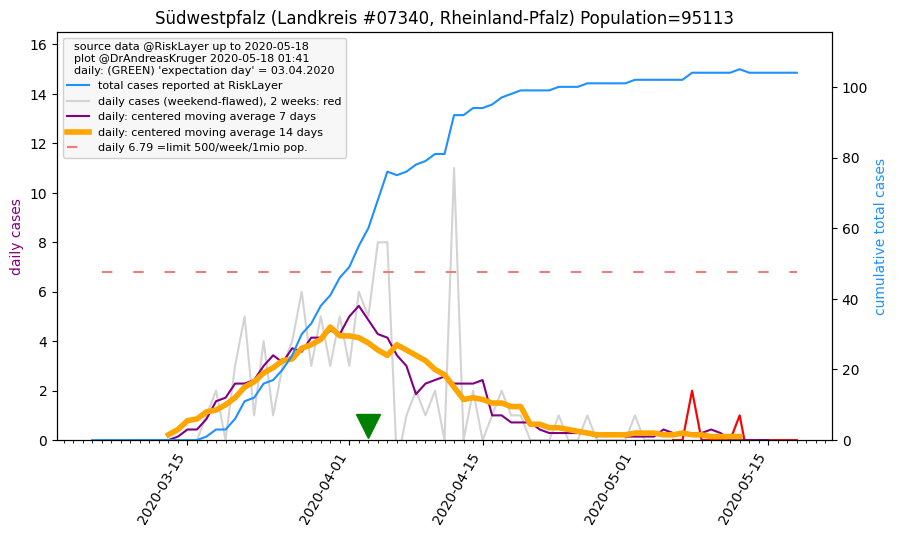 Südwestpfalz (Landkreis #07340, Rheinland-Pfalz) Population=95113
source data @RiskLayer up to 2020-05-18
plot @DrAndreasKruger 2020-05-18 01:41
daily: (GREEN) 'expectation day' = 03.04.2020
total cases reported at RiskLayer
daily cases (weekend-flawed), 2 weeks: red
daily: centered moving average 7 days
daily: centered moving average 14 days
daily 6.79 =limit 500/week/1mio pop.
daily cases
16
14
12
10
8
6
4
2
0
100
80
60
40
20
0
cumulative total cases
2020-03-15
2020-04-01
2020-04-15
2020-05-01
2020-05-15